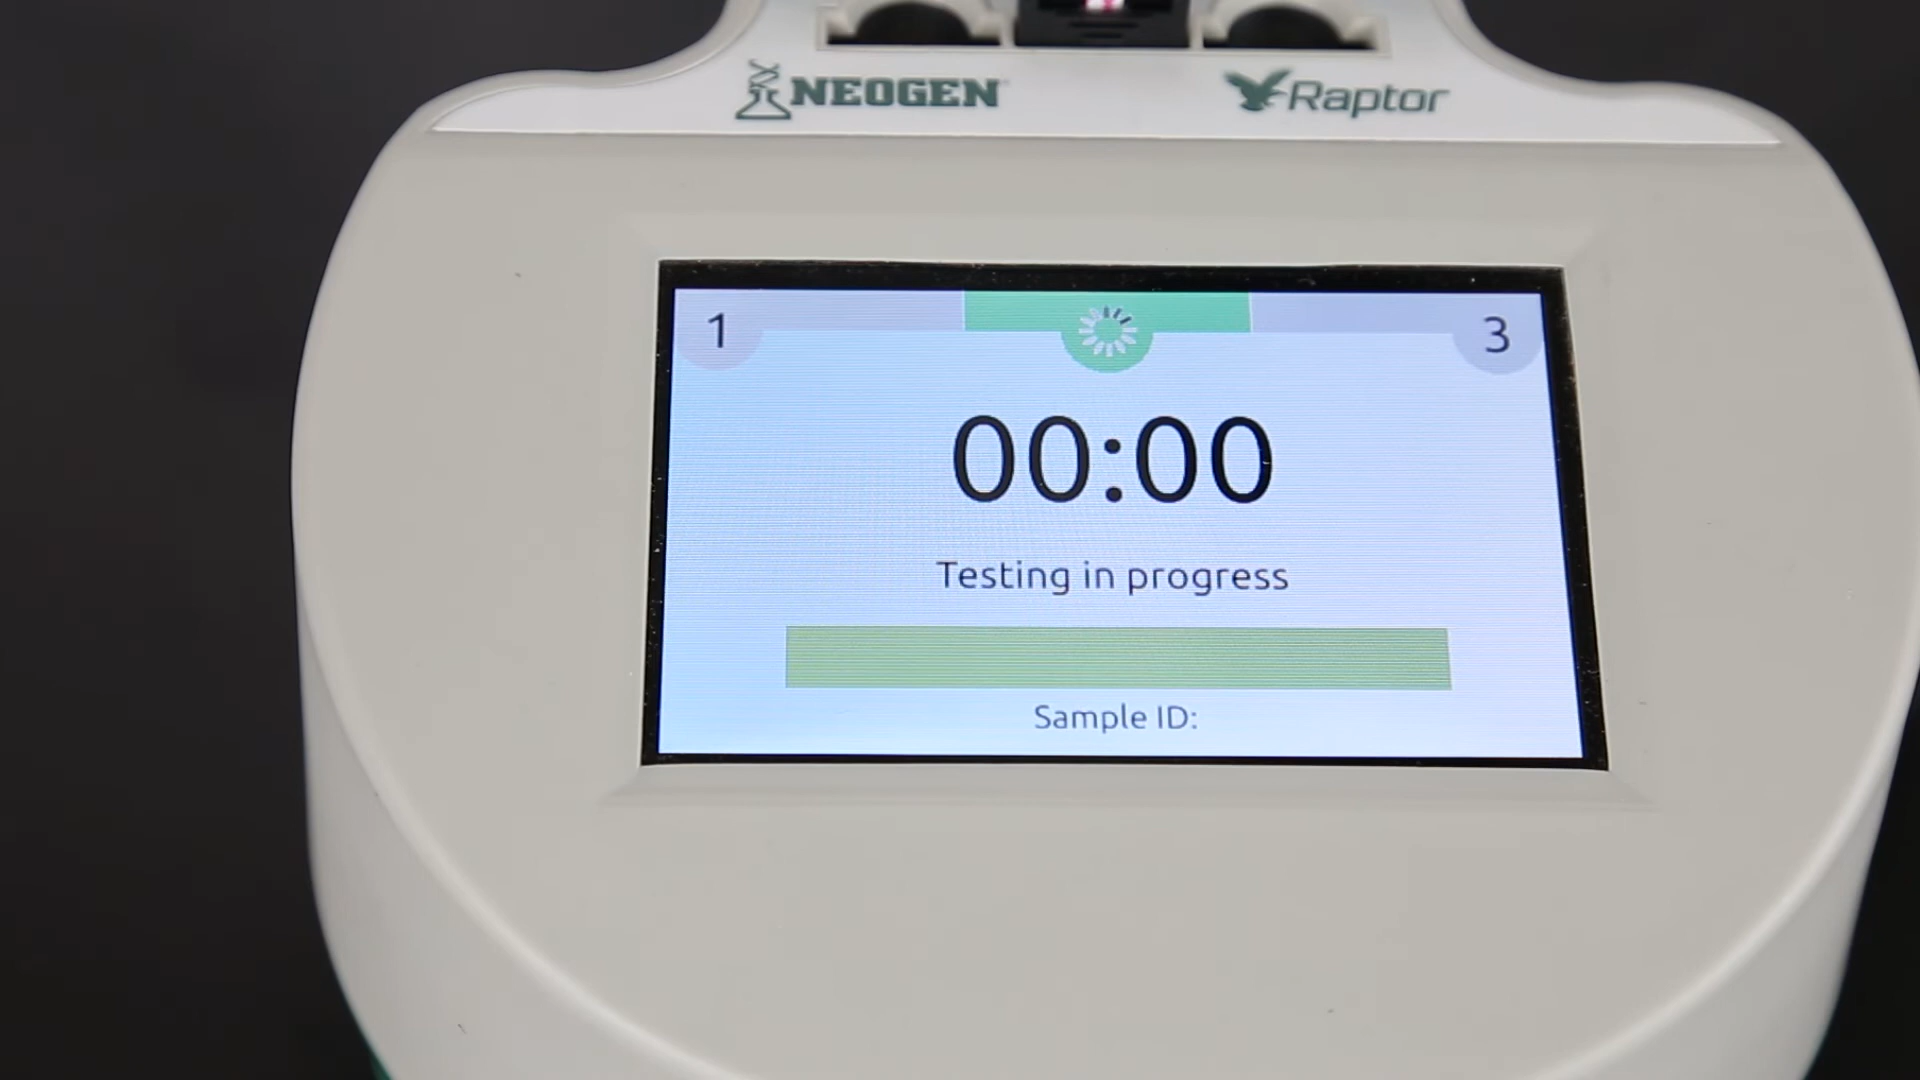 NEOGEN
Raptor
1
3
00:00
Testing in progress
Sample ID: